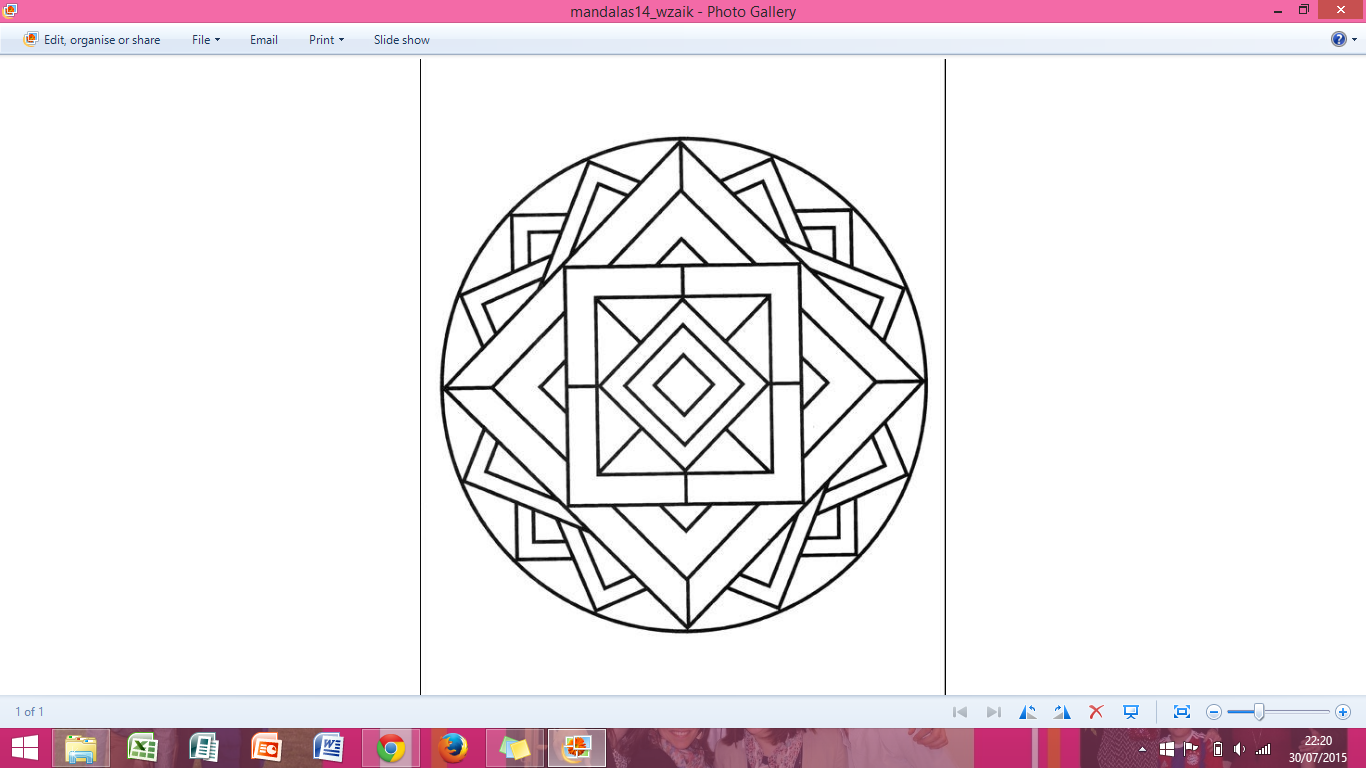 mandalas14_wzaik - Photo Gallery
Edit, organise or share File Email Print Slide show
1 of 1
22:20
30/07/2015